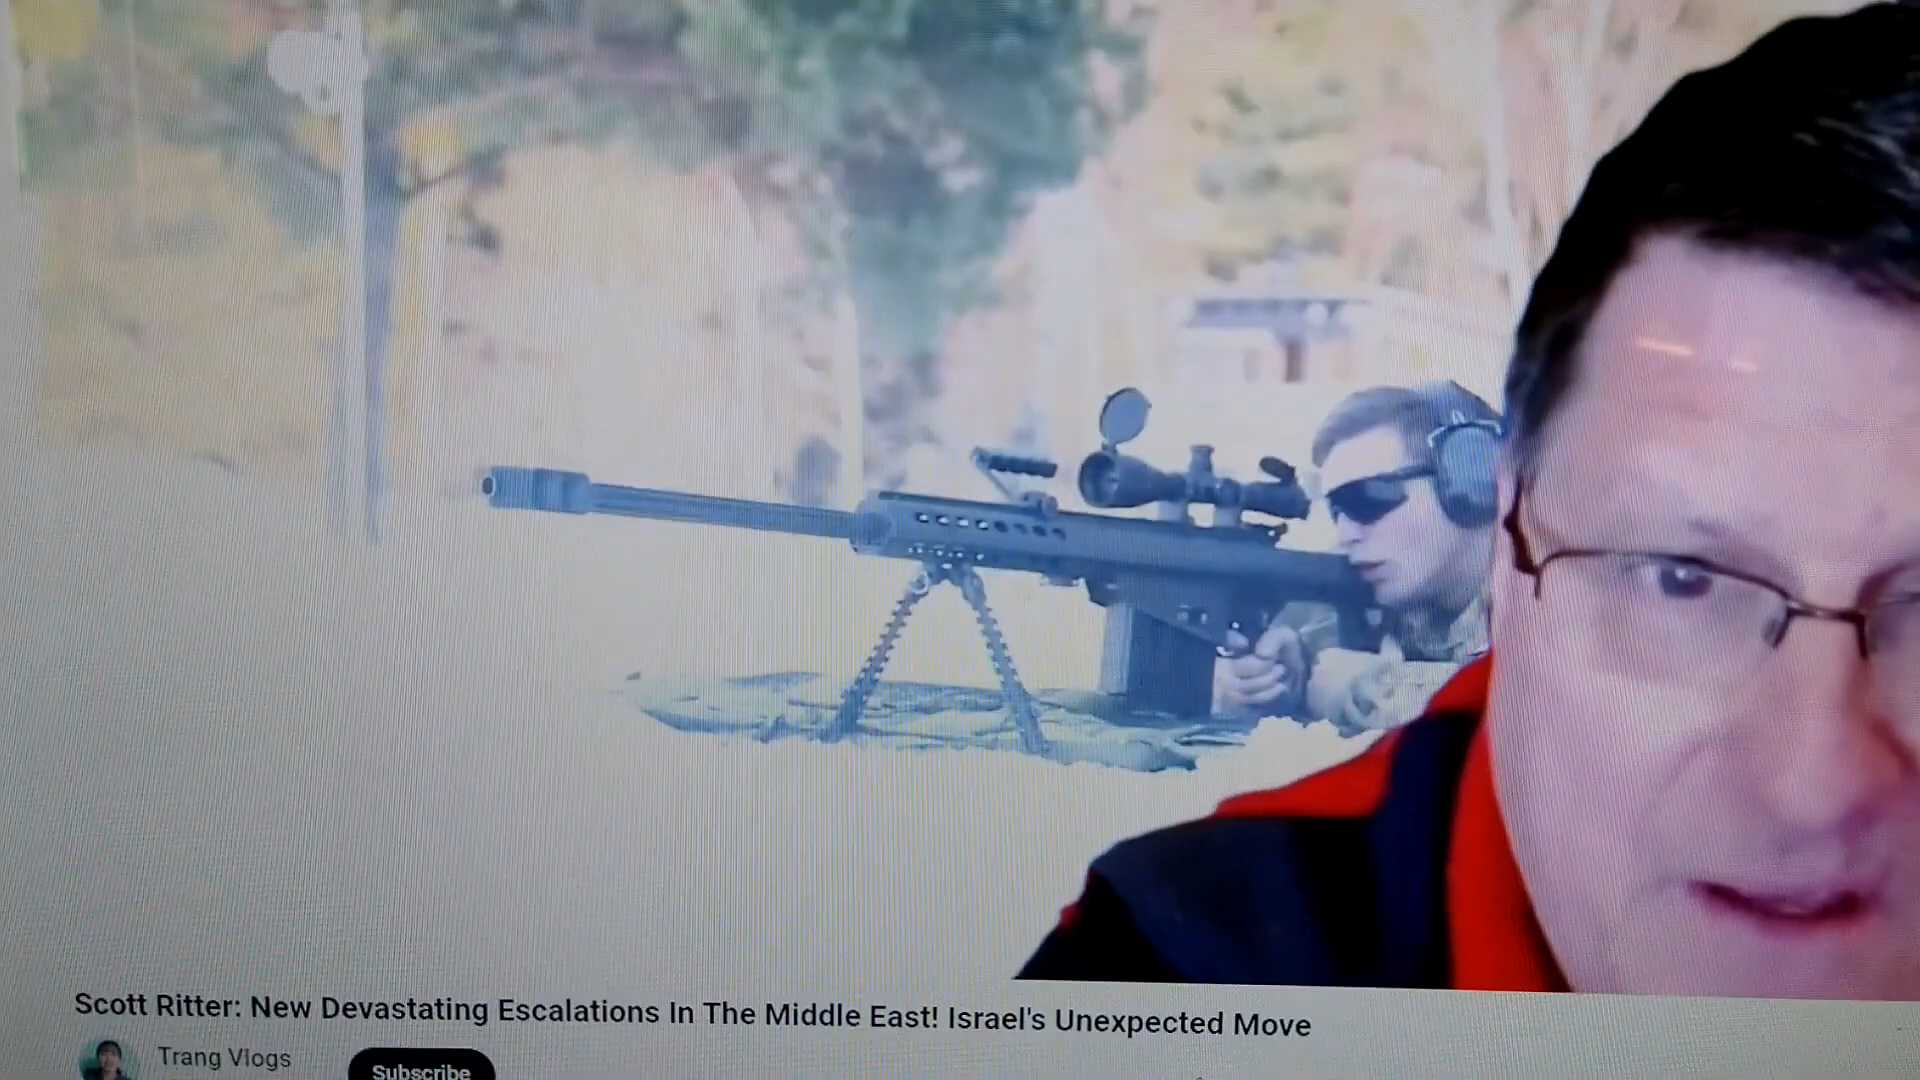 Scott Ritter: New Devastating Escalations In The Middle East! Israel's Unexpected Move
Trang Vlogs
Subscribe